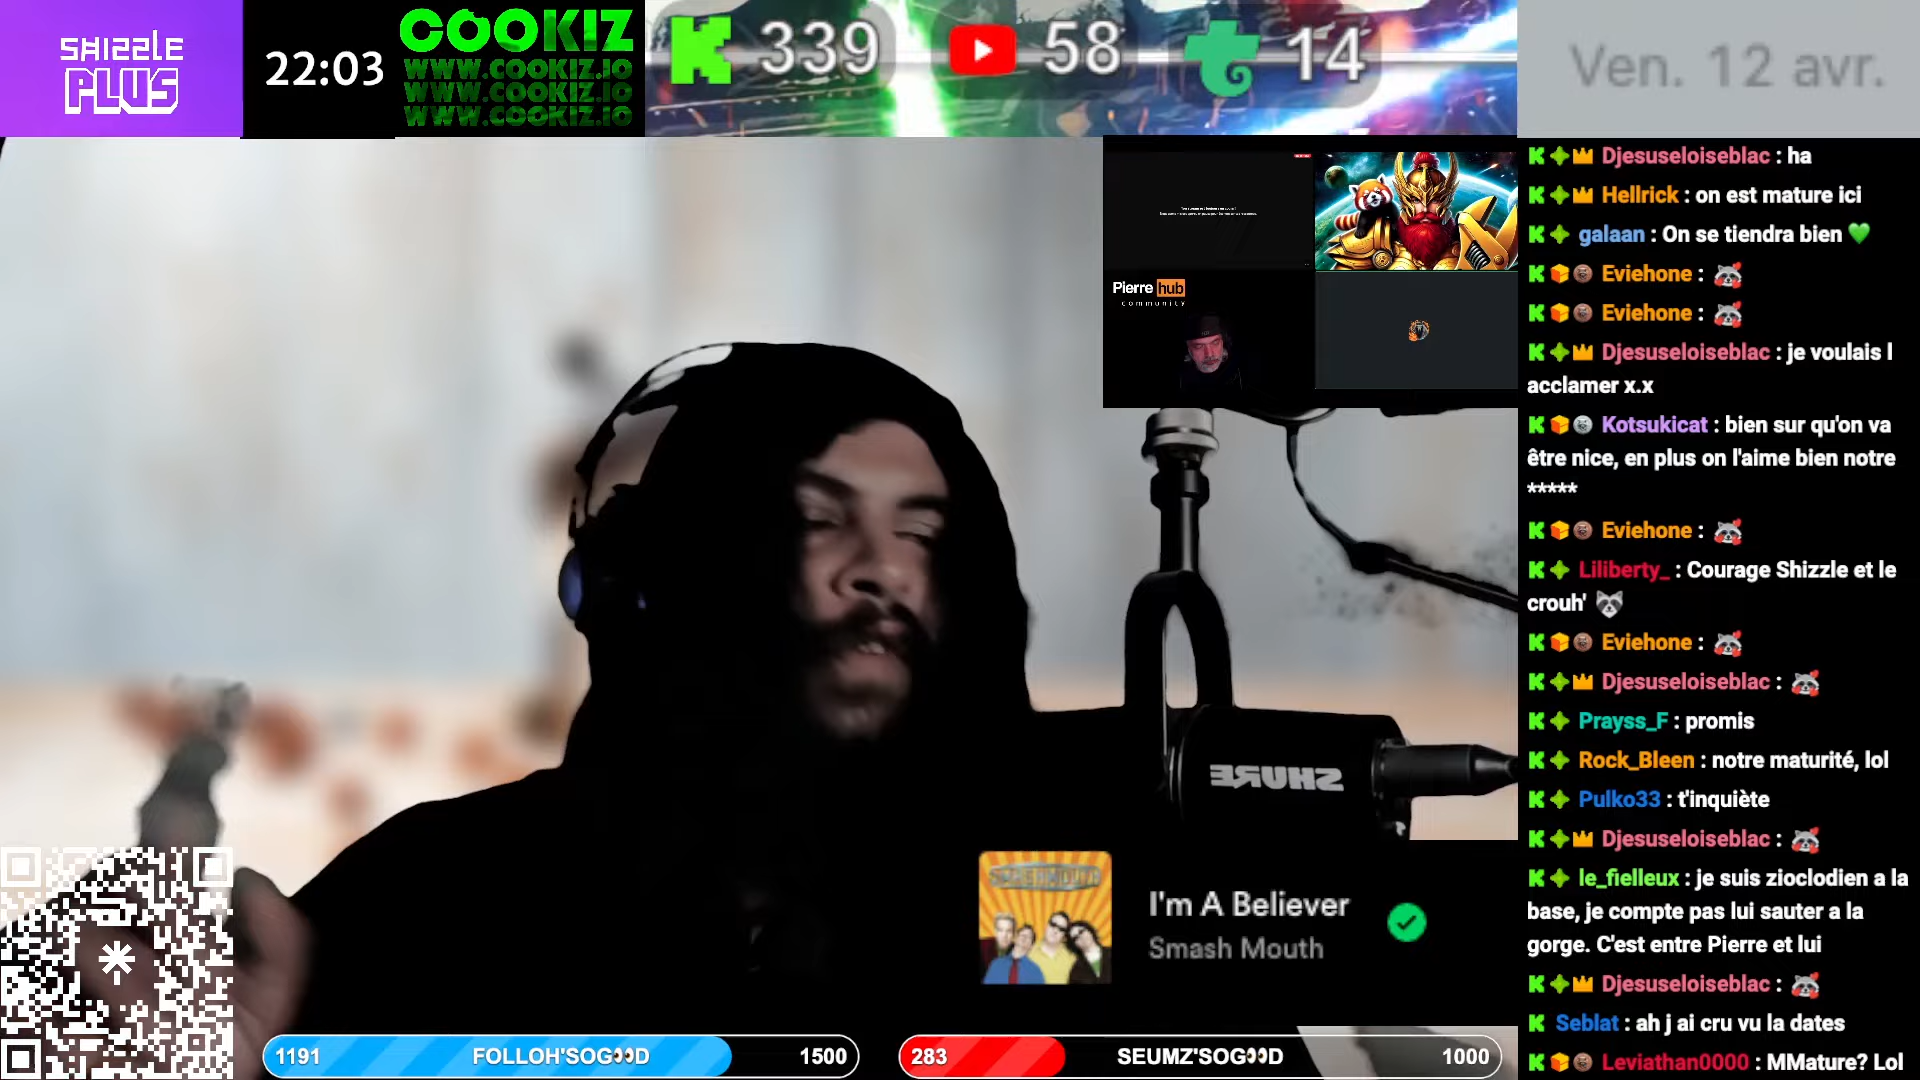 SHIZZLE
PLUS
22:03
COOKIZ
WWW.COOKIZ.IO
WWW.COOKIZ.IO
WWW.COOKIZ.IO
339
58
14
Ven. 12 avr.
Pierre hub
community
SHURE
I'm A Believer
Smash Mouth
1191 FOLLOH'SOG👀D 1500
283 SEUMZ'SOG👀D 1000
Djesuseloiseblac : ha
Hellrick : on est mature ici
galaan : On se tiendra bien 💚
Eviehone :
Eviehone :
Djesuseloiseblac : je voulais l
acclamer x.x
Kotsukicat : bien sur qu'on va
être nice, en plus on l'aime bien notre
*****
Eviehone :
Liliberty_ : Courage Shizzle et le
crouh'
Eviehone :
Djesuseloiseblac :
Prayss_F : promis
Rock_Bleen : notre maturité, lol
Pulko33 : t'inquiète
Djesuseloiseblac :
le_fielleux : je suis zioclodien a la
base, je compte pas lui sauter a la
gorge. C'est entre Pierre et lui
Djesuseloiseblac :
Seblat : ah j ai cru vu la dates
Leviathan0000 : MMature? Lol